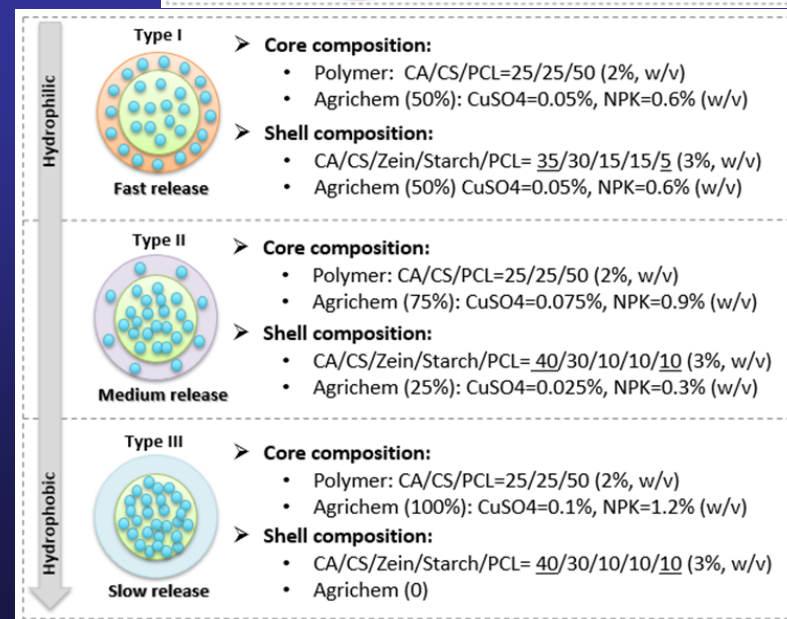 Hydrophilic
Type I
Fast release
➤ Core composition:
• Polymer: CA/CS/PCL=25/25/50 (2%, w/v)
• Agrichem (50%): CuSO4=0.05%, NPK=0.6% (w/v)
➤ Shell composition:
• CA/CS/Zein/Starch/PCL= 35/30/15/15/5 (3%, w/v)
• Agrichem (50%) CuSO4=0.05%, NPK=0.6% (w/v)
Type II
Medium release
➤ Core composition:
• Polymer: CA/CS/PCL=25/25/50 (2%, w/v)
• Agrichem (75%): CuSO4=0.075%, NPK=0.9% (w/v)
➤ Shell composition:
• CA/CS/Zein/Starch/PCL= 40/30/10/10/10 (3%, w/v)
• Agrichem (25%): CuSO4=0.025%, NPK=0.3% (w/v)
Hydrophobic
Type III
Slow release
➤ Core composition:
• Polymer: CA/CS/PCL=25/25/50 (2%, w/v)
• Agrichem (100%): CuSO4=0.1%, NPK=1.2% (w/v)
➤ Shell composition:
• CA/CS/Zein/Starch/PCL= 40/30/10/10/10 (3%, w/v)
• Agrichem (0)